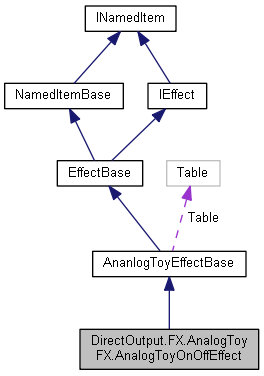 INamedItem
NamedItemBase
IEffect
EffectBase
Table
Table
AnanlogToyEffectBase
DirectOutput.FX.AnalogToy
FX.AnalogToyOnOffEffect